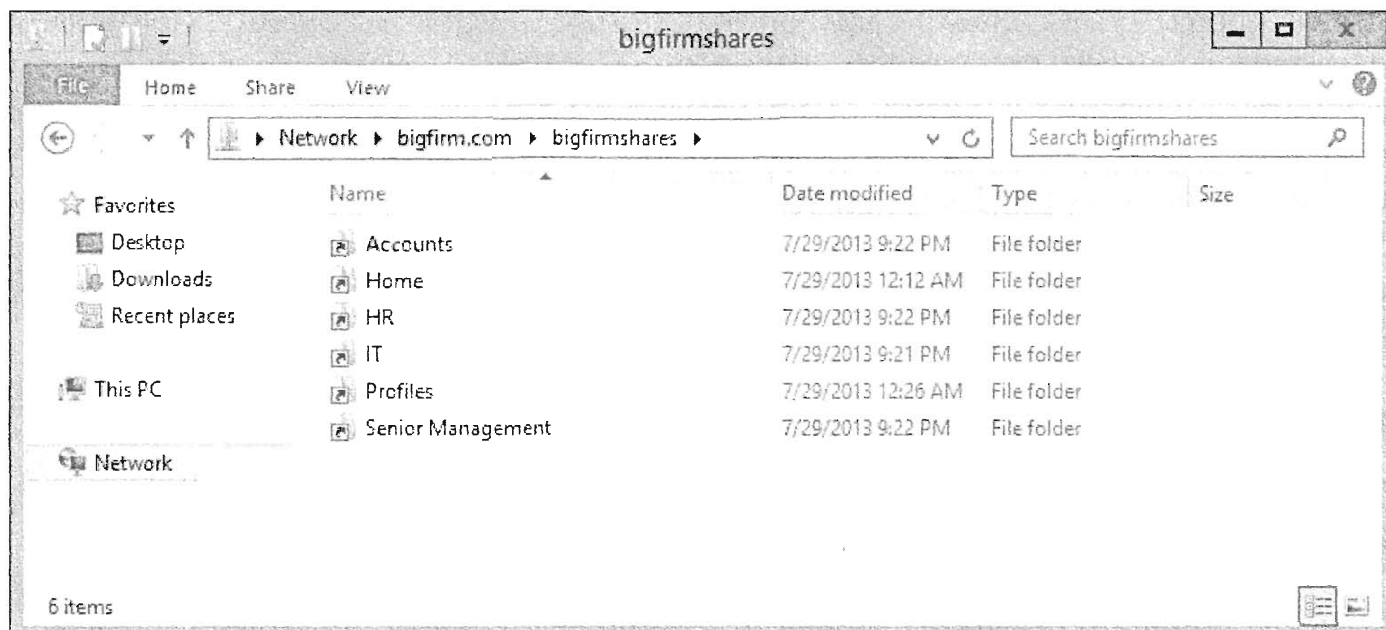 bigfirmshares
File Home Share View
Network bigfirm.com bigfirmshares Search bigfirmshares
Name Date modified Type Size
Favorites
Desktop
Downloads
Recent places
This PC
Network
Accounts 7/29/2013 9:22 PM File folder
Home 7/29/2013 12:12 AM File folder
HR 7/29/2013 9:22 PM File folder
IT 7/29/2013 9:21 PM File folder
Profiles 7/29/2013 12:26 AM File folder
Senior Management 7/29/2013 9:22 PM File folder
6 items